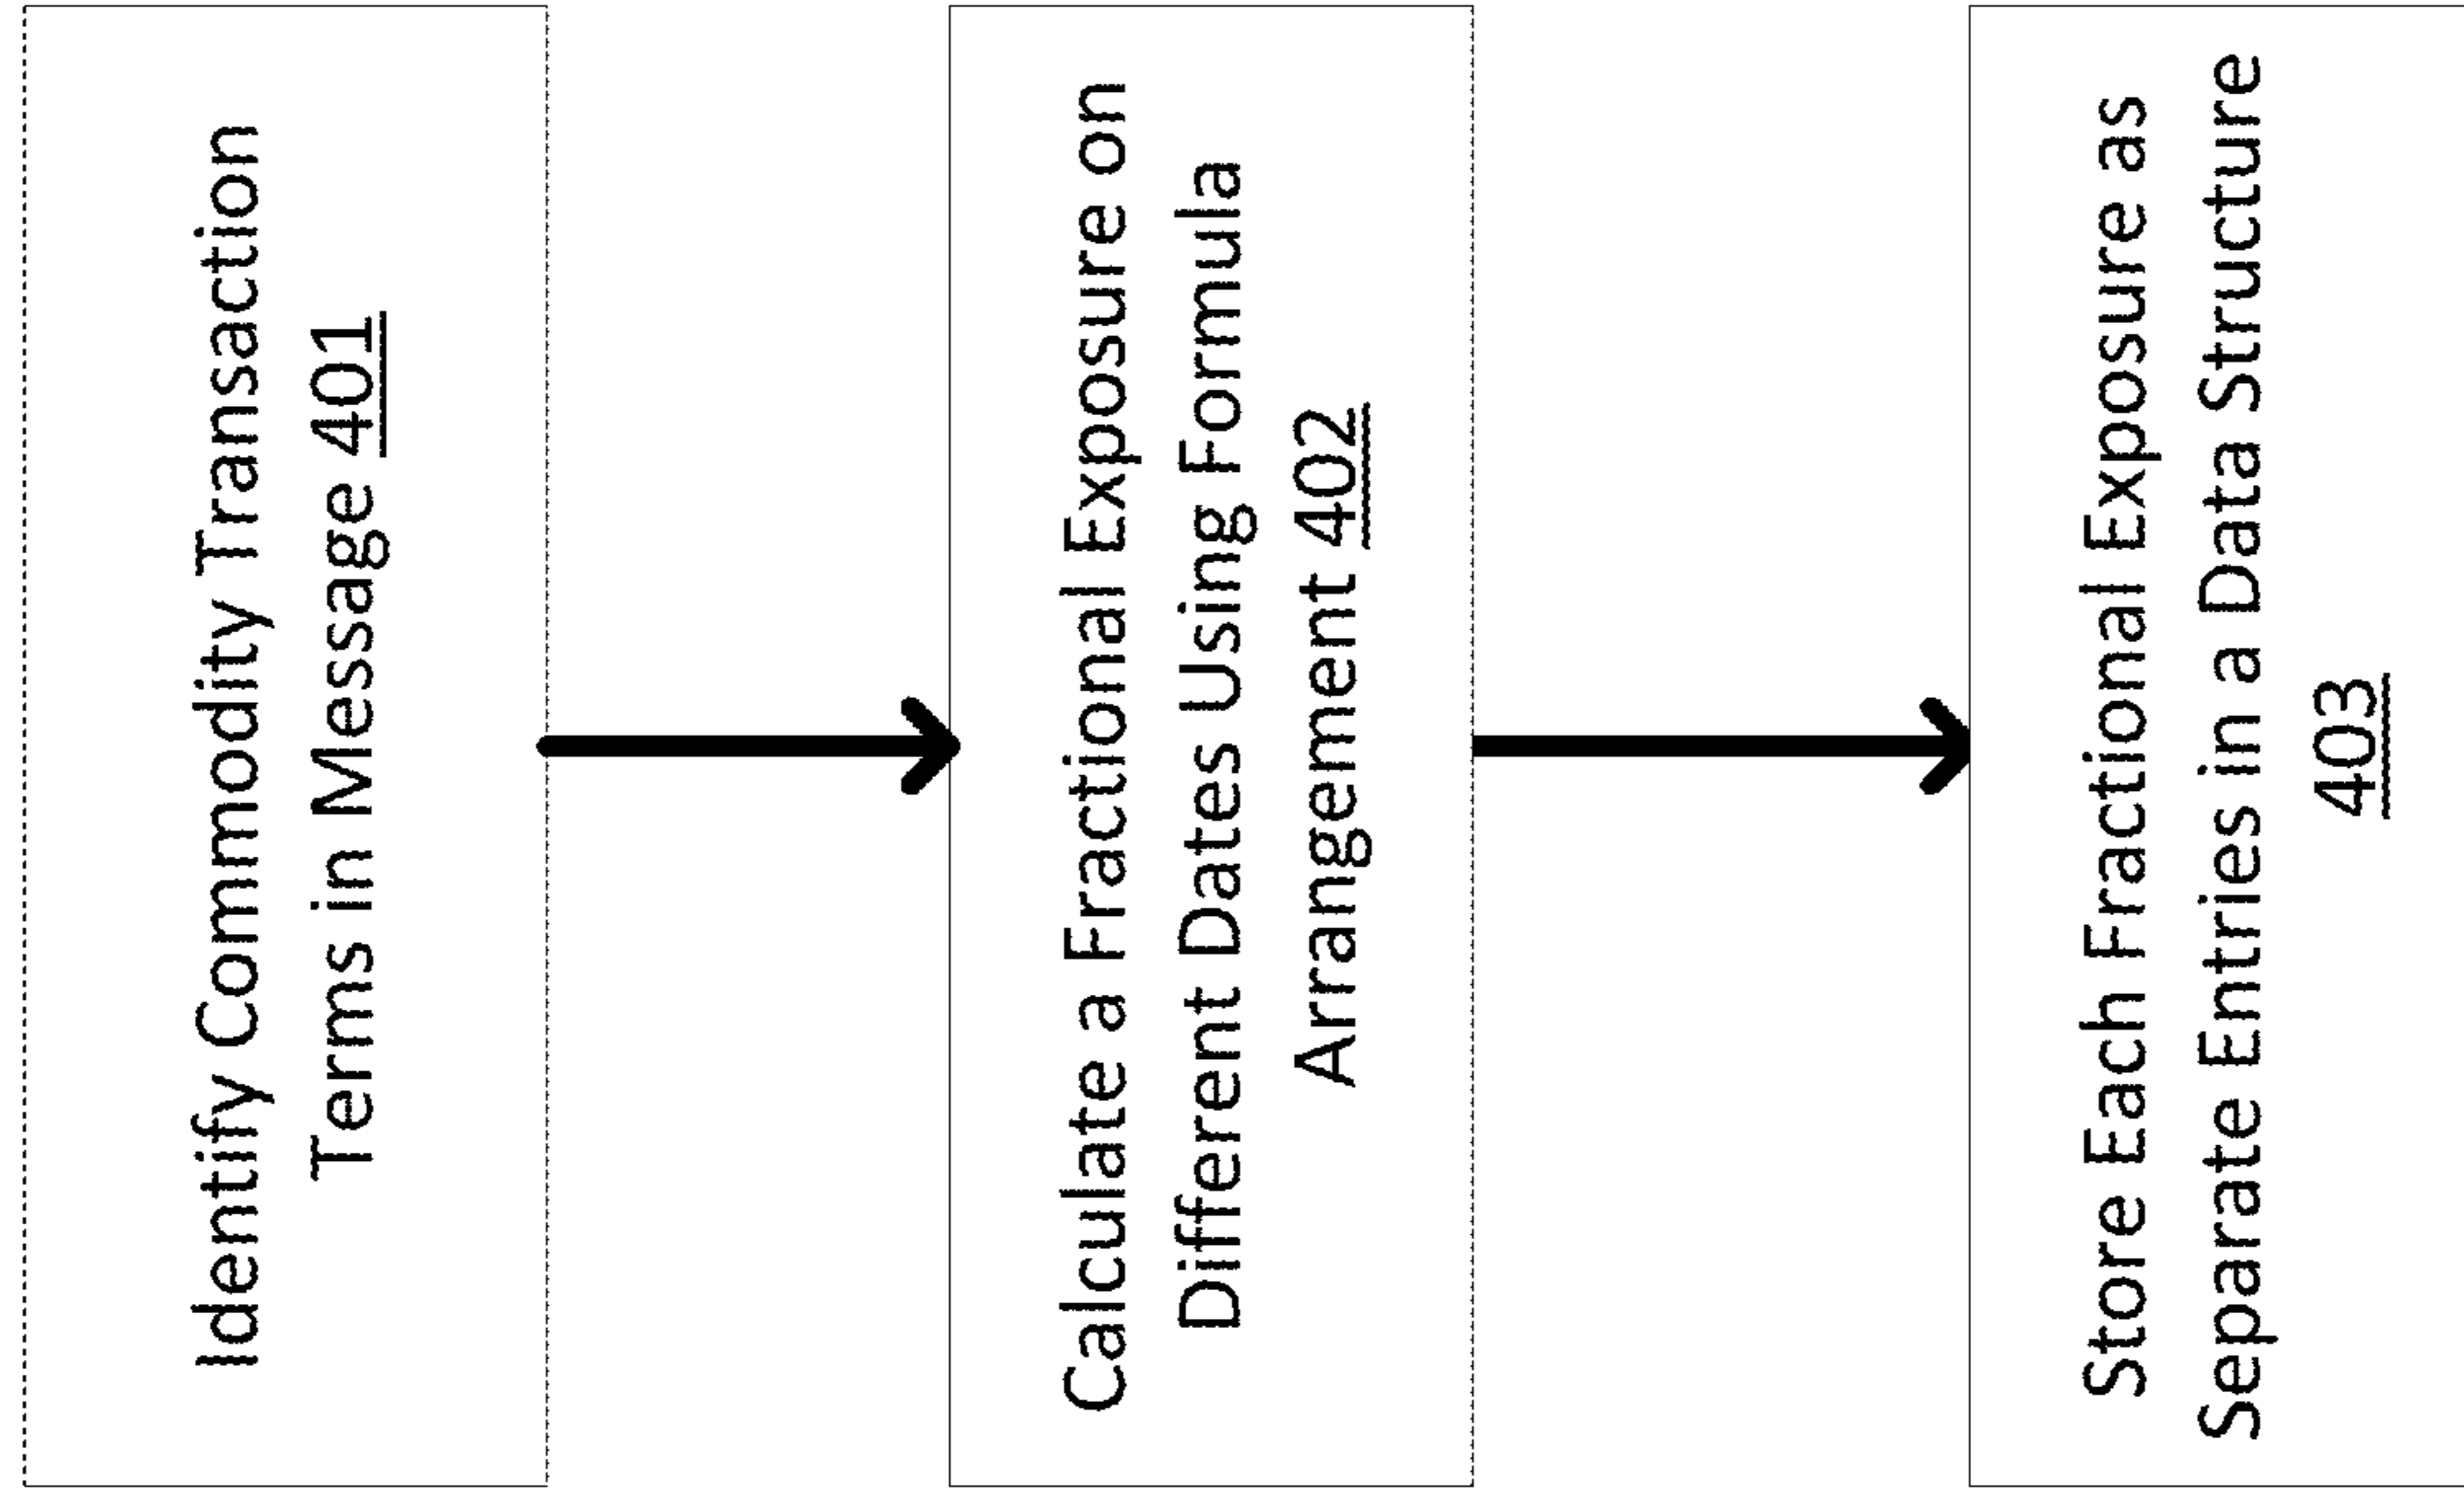 Identify Commodity Transaction
Terms in Message 401
Calculate a Fractional Exposure on
Different Dates Using Formula
Arrangement 402
Store Each Fractional Exposure as
Separate Entries in a Data Structure
403